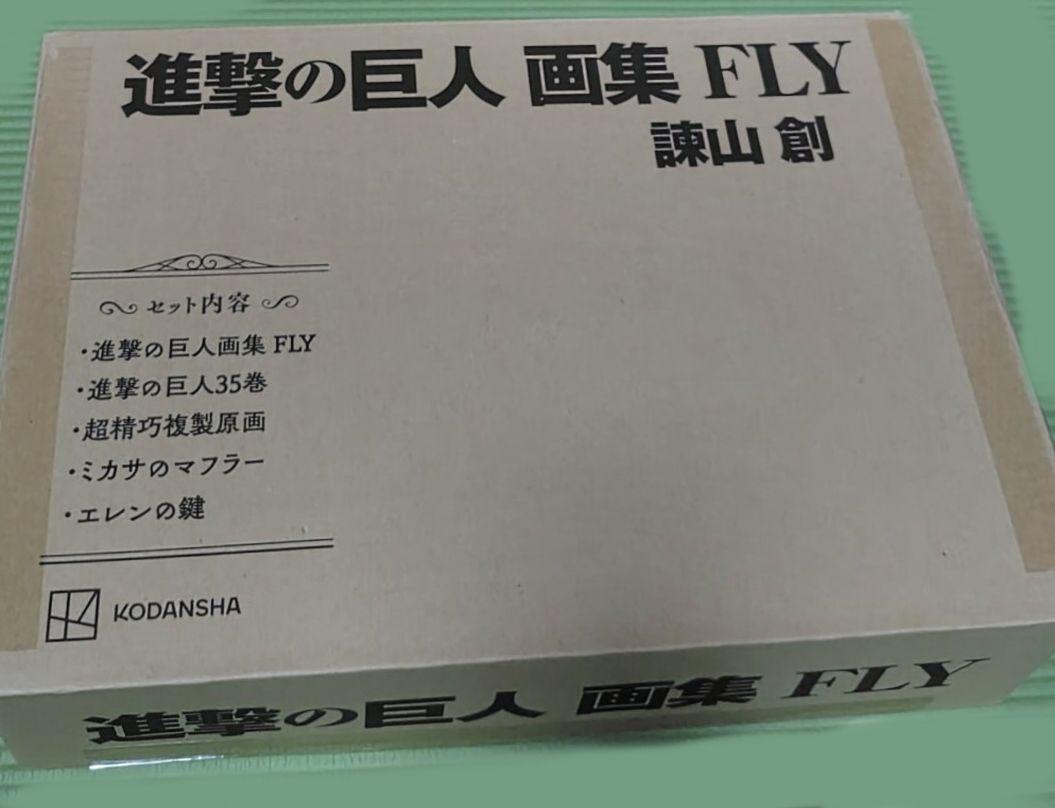 進撃の巨人 画集 FLY
諫山 創
セット内容
・進撃の巨人画集 FLY
・進撃の巨人35巻
・超精巧複製原画
・ミカサのマフラー
・エレンの鍵
KODANSHA
進撃の巨人 画集 FLY